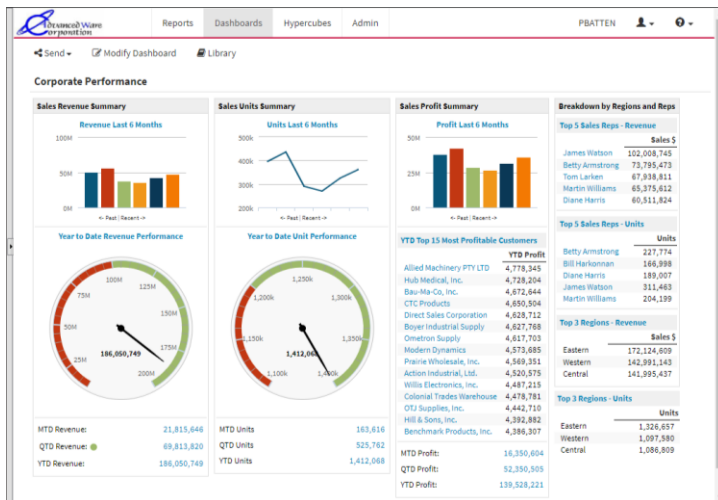 Advanced Ware
Corporation
Reports Dashboards Hypercubes Admin PBATTEN
Send Modify Dashboard Library
Corporate Performance
Sales Revenue Summary
Revenue Last 6 Months
100M
50M
0M
<- Past | Recent ->
Year to Date Revenue Performance
25M
50M
75M
100M
125M
150M
175M
200M
186,050,749
MTD Revenue: 21,815,646
QTD Revenue: 69,813,820
YTD Revenue: 186,050,749
Sales Units Summary
Units Last 6 Months
500k
400k
300k
200k
<- Past | Recent ->
Year to Date Unit Performance
1,100k
1,150k
1,200k
1,250k
1,300k
1,350k
1,400k
1,412,068
MTD Units 163,616
QTD Units 525,762
YTD Units 1,412,068
Sales Profit Summary
Profit Last 6 Months
50M
25M
0M
<- Past | Recent ->
YTD Top 15 Most Profitable Customers
YTD Profit
Allied Machinery PTY LTD 4,778,345
Hub Medical, Inc. 4,728,204
Bau-Ma-Co, Inc. 4,672,644
CTC Products 4,650,504
Direct Sales Corporation 4,628,712
Boyer Industrial Supply 4,627,768
Ometron Supply 4,617,703
Modern Dynamics 4,573,685
Prairie Wholesale, Inc. 4,569,351
Action Industrial, Ltd. 4,520,575
Willis Electronics, Inc. 4,487,215
Colonial Trades Warehouse 4,478,781
OTJ Supplies, Inc. 4,442,710
Hill & Sons, Inc. 4,392,882
Benchmark Products, Inc. 4,386,307
MTD Profit: 16,350,604
QTD Profit: 52,350,505
YTD Profit: 139,528,221
Breakdown by Regions and Reps
Top 5 Sales Reps - Revenue
Sales $
James Watson 102,008,745
Betty Armstrong 73,795,473
Tom Larken 67,938,811
Martin Williams 65,375,612
Diane Harris 60,511,824
Top 5 Sales Reps - Units
Units
Betty Armstrong 227,774
Bill Harkonnan 166,998
Diane Harris 189,007
James Watson 311,463
Martin Williams 204,199
Top 3 Regions - Revenue
Sales $
Eastern 172,124,609
Western 142,991,143
Central 141,995,437
Top 3 Regions - Units
Units
Eastern 1,326,657
Western 1,097,580
Central 1,086,809